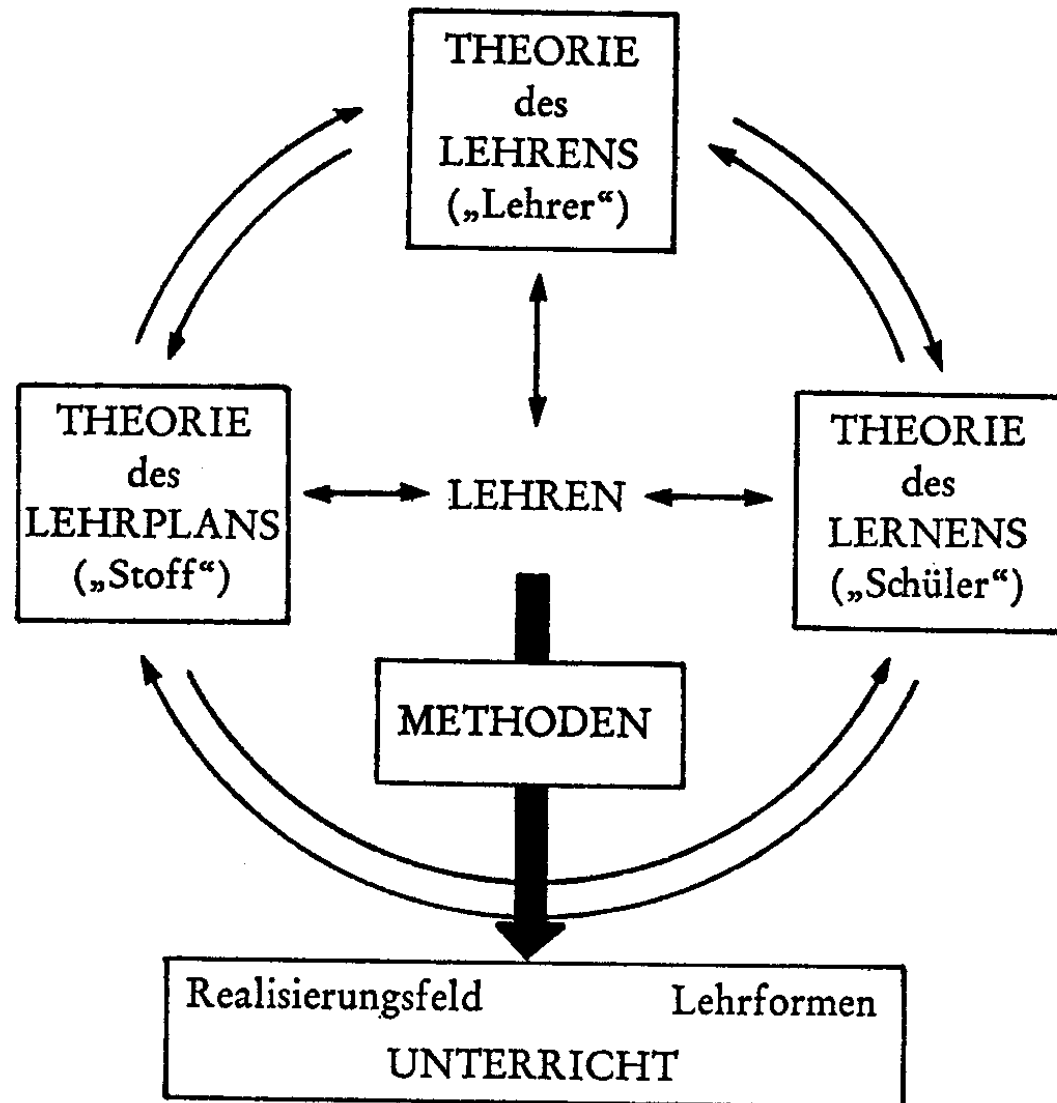 THEORIE
des
LEHRENS
(„Lehrer“)
THEORIE
des
LEHRPLANS
(„Stoff“)
LEHREN
THEORIE
des
LERNENS
(„Schüler“)
METHODEN
Realisierungsfeld Lehrformen
UNTERRICHT